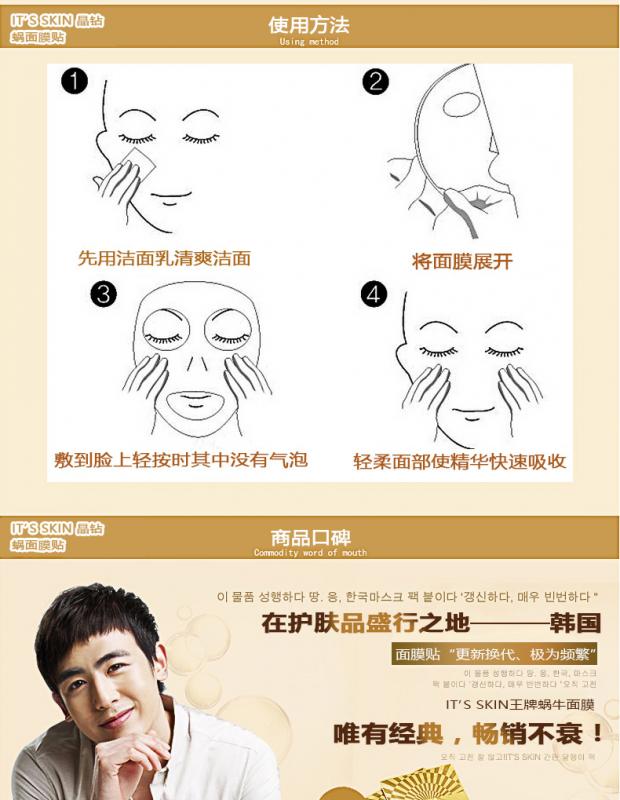 IT'S SKIN 晶钻
蜗面膜贴
使用方法
Using method
1
2
先用洁面乳清爽洁面
将面膜展开
3
4
敷到脸上轻按时其中没有气泡
轻柔面部使精华快速吸收
IT'S SKIN 晶钻
蜗面膜贴
商品口碑
Commodity word of mouth
이 물품 성행하다 땅. 응, 한국마스크 팩 붙이다 '갱신하다, 매우 빈번하다 "
在护肤品盛行之地———韩国
面膜贴 “更新换代、极为频繁”
이 물품 성행하다 땅. 응, 한국, 마스크
팩 붙이다 '갱신하다, 매우 빈번하다 '오직 고전
IT'S SKIN王牌蜗牛面膜
唯有经典，畅销不衰！
오직 고전 잘 않고!IT'S SKIN 간판 달팽이 팩